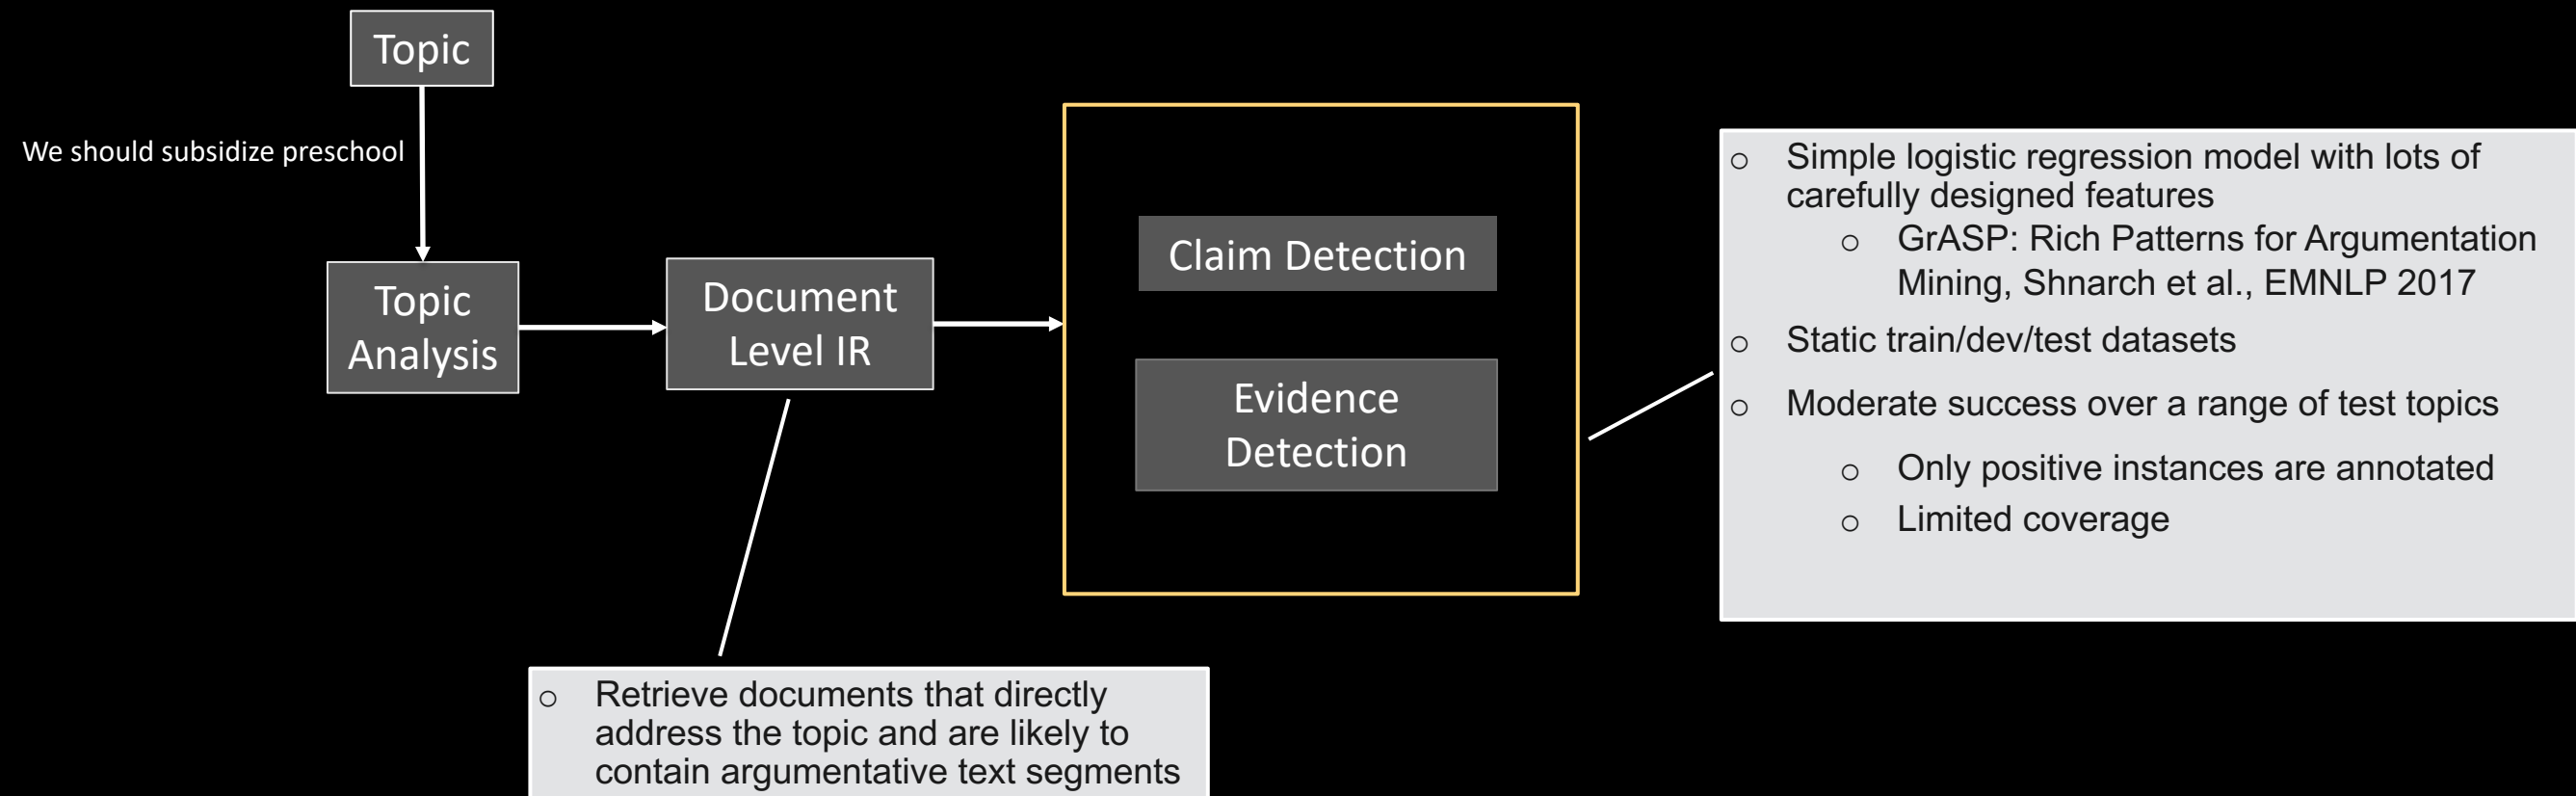 Topic
We should subsidize preschool
Topic
Analysis
Document
Level IR
Claim Detection
Evidence
Detection
○ Simple logistic regression model with lots of
carefully designed features
○ GrASP: Rich Patterns for Argumentation
Mining, Shnarch et al., EMNLP 2017
○ Static train/dev/test datasets
○ Moderate success over a range of test topics
○ Only positive instances are annotated
○ Limited coverage
○ Retrieve documents that directly
address the topic and are likely to
contain argumentative text segments